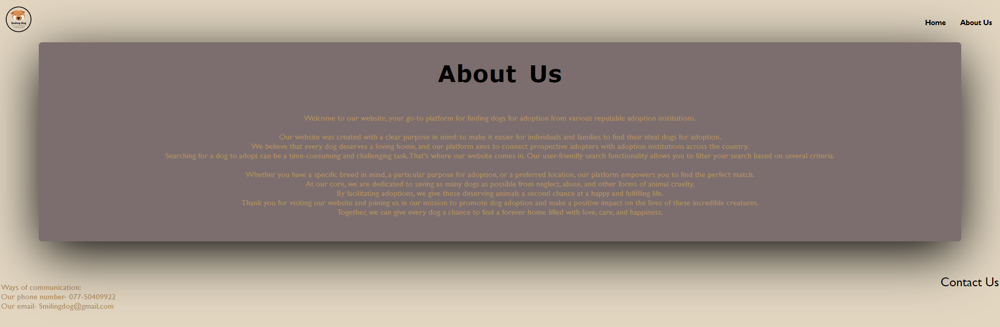 Smiling Dog
Home
About Us
About Us
Welcome to our website, your go-to platform for finding dogs for adoption from various reputable adoption institutions.
Our website was created with a clear purpose in mind: to make it easier for individuals and families to find their ideal dogs for adoption.
We believe that every dog deserves a loving home, and our platform aims to connect prospective adopters with adoption institutions across the country.
Searching for a dog to adopt can be a time-consuming and challenging task. That's where our website comes in. Our user-friendly search functionality allows you to filter your search based on several criteria.
Whether you have a specific breed in mind, a particular purpose for adoption, or a preferred location, our platform empowers you to find the perfect match.
At our core, we are dedicated to saving as many dogs as possible from neglect, abuse, and other forms of animal cruelty.
By facilitating adoptions, we give these deserving animals a second chance at a happy and fulfilling life.
Thank you for visiting our website and joining us in our mission to promote dog adoption and make a positive impact on the lives of these incredible creatures.
Together, we can give every dog a chance to find a forever home filled with love, care, and happiness.
Contact Us
Ways of communication:
Our phone number- 077-50409922
Our email- Smilingdog@gmail.com